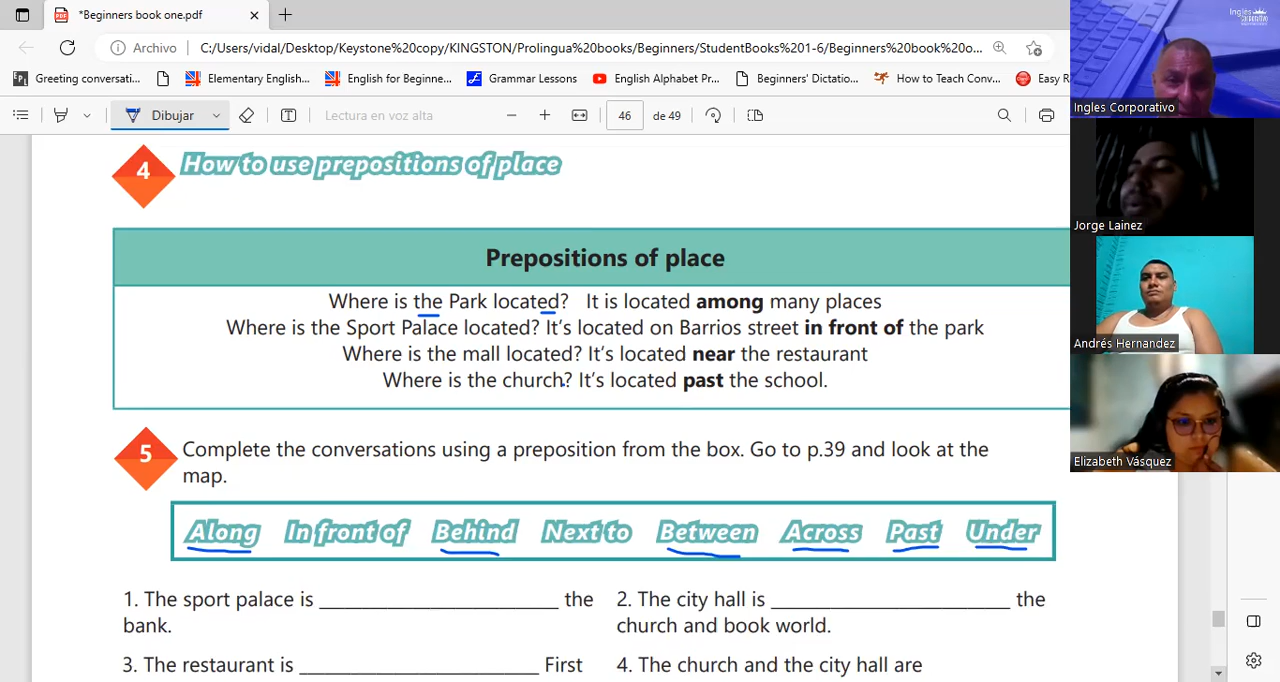 *Beginners book one.pdf
Archivo
C:/Users/vidal/Desktop/Keystone%20copy/KINGSTON/Prolingua%20books/Beginners/StudentBooks%201-6/Beginners%20book%20o...
Greeting conversati...
Elementary English...
English for Beginne...
Grammar Lessons
English Alphabet Pr...
Beginners' Dictatio...
How to Teach Conv...
Easy R
Dibujar
Lectura en voz alta
46
de 49
4
How to use prepositions of place
Prepositions of place
Where is the Park located? It is located among many places
Where is the Sport Palace located? It's located on Barrios street in front of the park
Where is the mall located? It's located near the restaurant
Where is the church? It's located past the school.
5
Complete the conversations using a preposition from the box. Go to p.39 and look at the
map.
Along In front of Behind Next to Between Across Past Under
1. The sport palace is ________________________ the
bank.
2. The city hall is ________________________ the
church and book world.
3. The restaurant is ________________________ First
4. The church and the city hall are
Inglés
Ingles Corporativo
Jorge Lainez
Andrés Hernandez
Elizabeth Vásquez